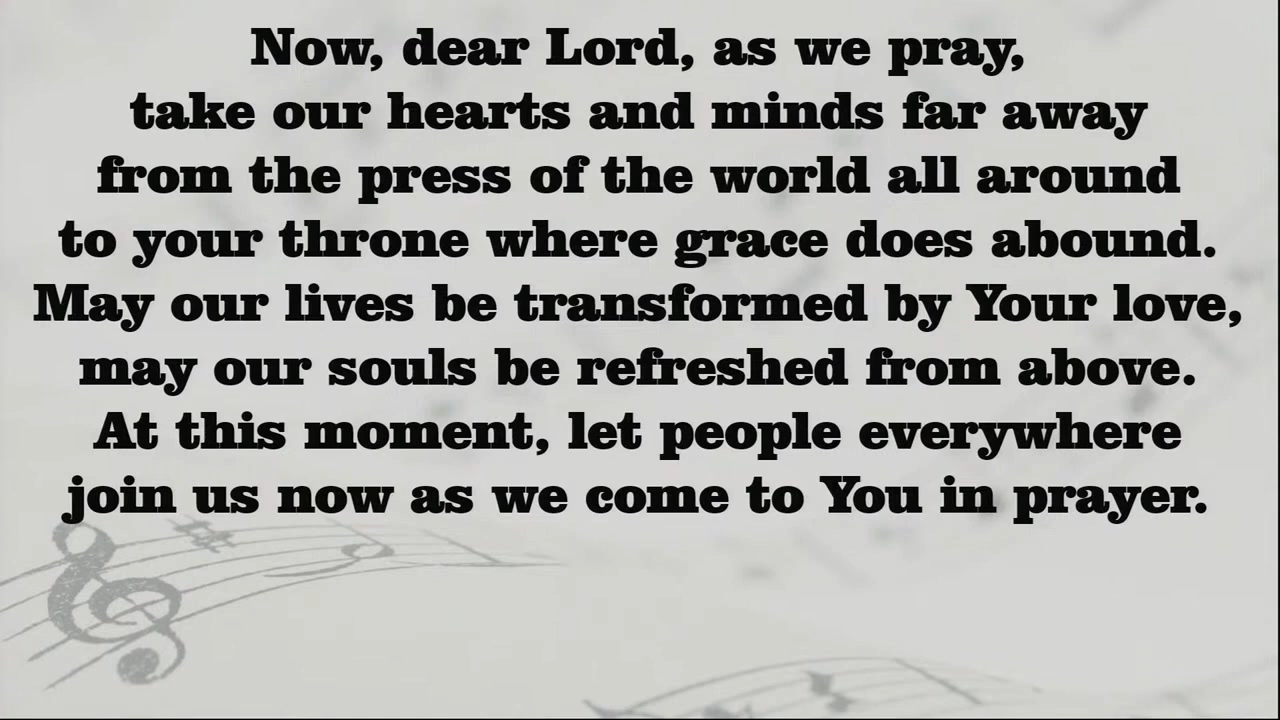 Now, dear Lord, as we pray,
take our hearts and minds far away
from the press of the world all around
to your throne where grace does abound.
May our lives be transformed by Your love,
may our souls be refreshed from above.
At this moment, let people everywhere
join us now as we come to You in prayer.